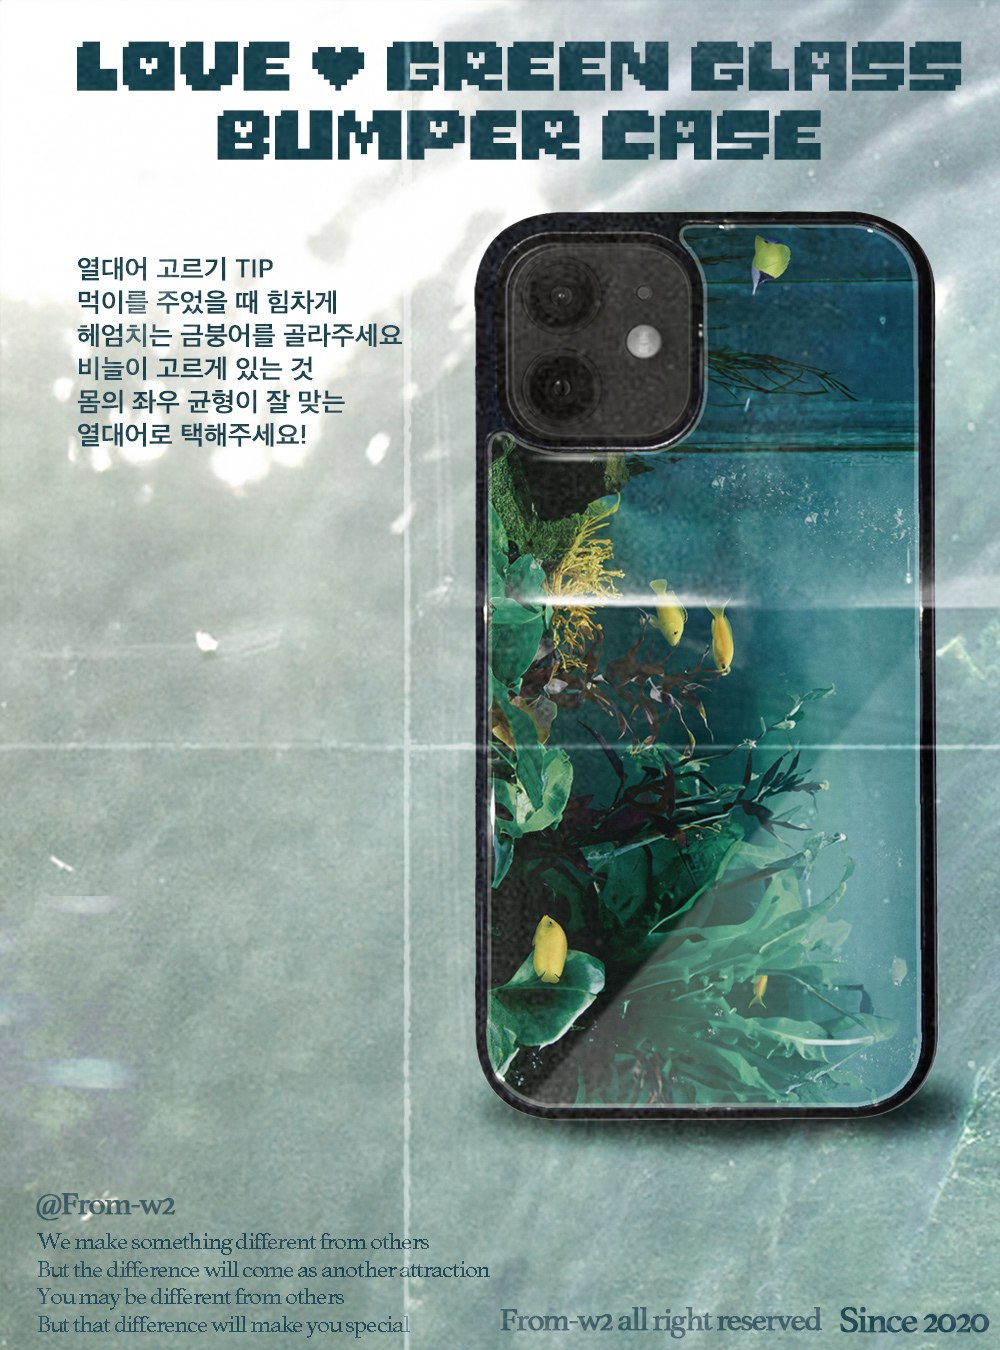 LOVE ♥ GREEN GLASS
BUMPER CASE
열대어 고르기 TIP
먹이를 주었을 때 힘차게
헤엄치는 금붕어를 골라주세요
비늘이 고르게 있는 것
몸의 좌우 균형이 잘 맞는
열대어로 택해주세요!
@From-w2
We make something different from others
But the difference will come as another attraction
You may be different from others
But that difference will make you special
From-w2 all right reserved Since 2020